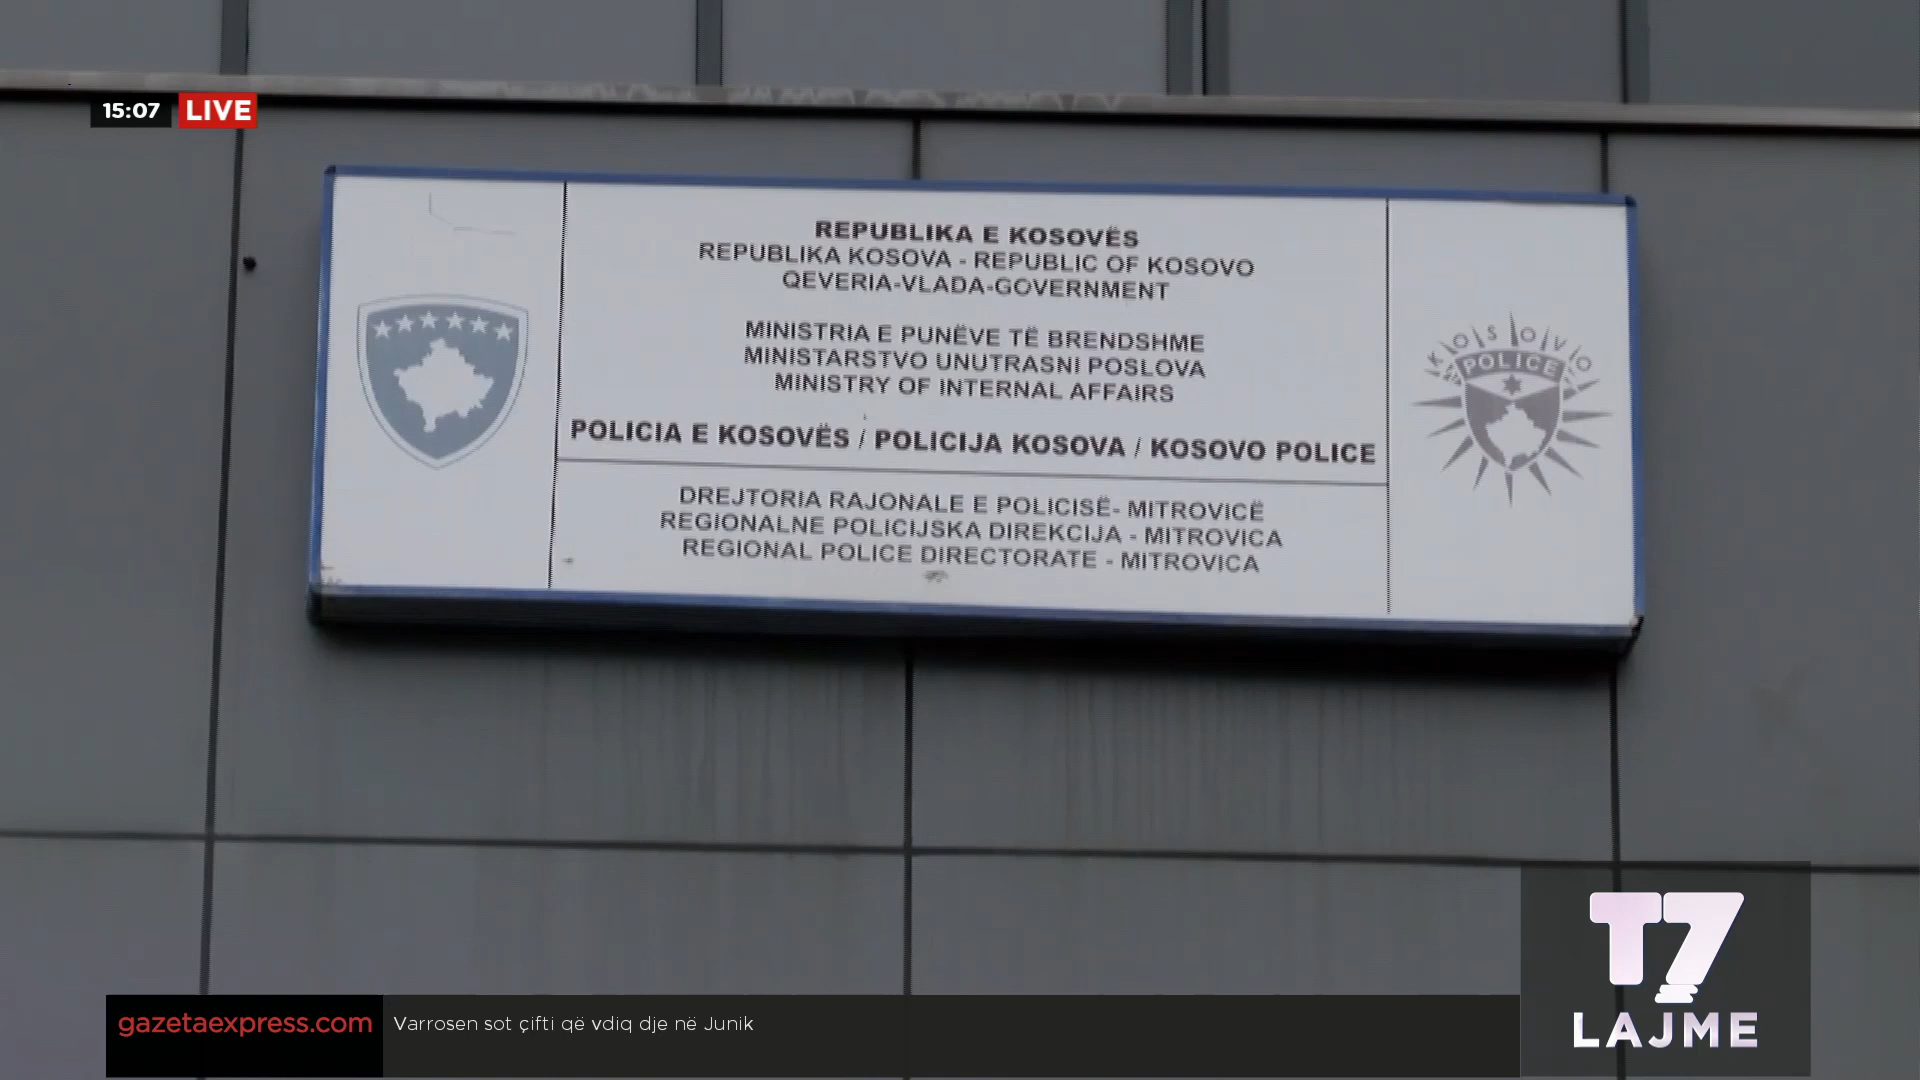 15:07 LIVE
REPUBLIKA E KOSOVËS
REPUBLIKA KOSOVA - REPUBLIC OF KOSOVO
QEVERIA-VLADA-GOVERNMENT
MINISTRIA E PUNËVE TË BRENDSHME
MINISTARSTVO UNUTRASNI POSLOVA
MINISTRY OF INTERNAL AFFAIRS
POLICIA E KOSOVËS / POLICIJA KOSOVA / KOSOVO POLICE
DREJTORIA RAJONALE E POLICISË- MITROVICË
REGIONALNE POLICIJSKA DIREKCIJA - MITROVICA
REGIONAL POLICE DIRECTORATE - MITROVICA
KOSOVO
POLICE
T7
LAJME
gazetaexpress.com Varrosen sot çifti që vdiq dje në Junik